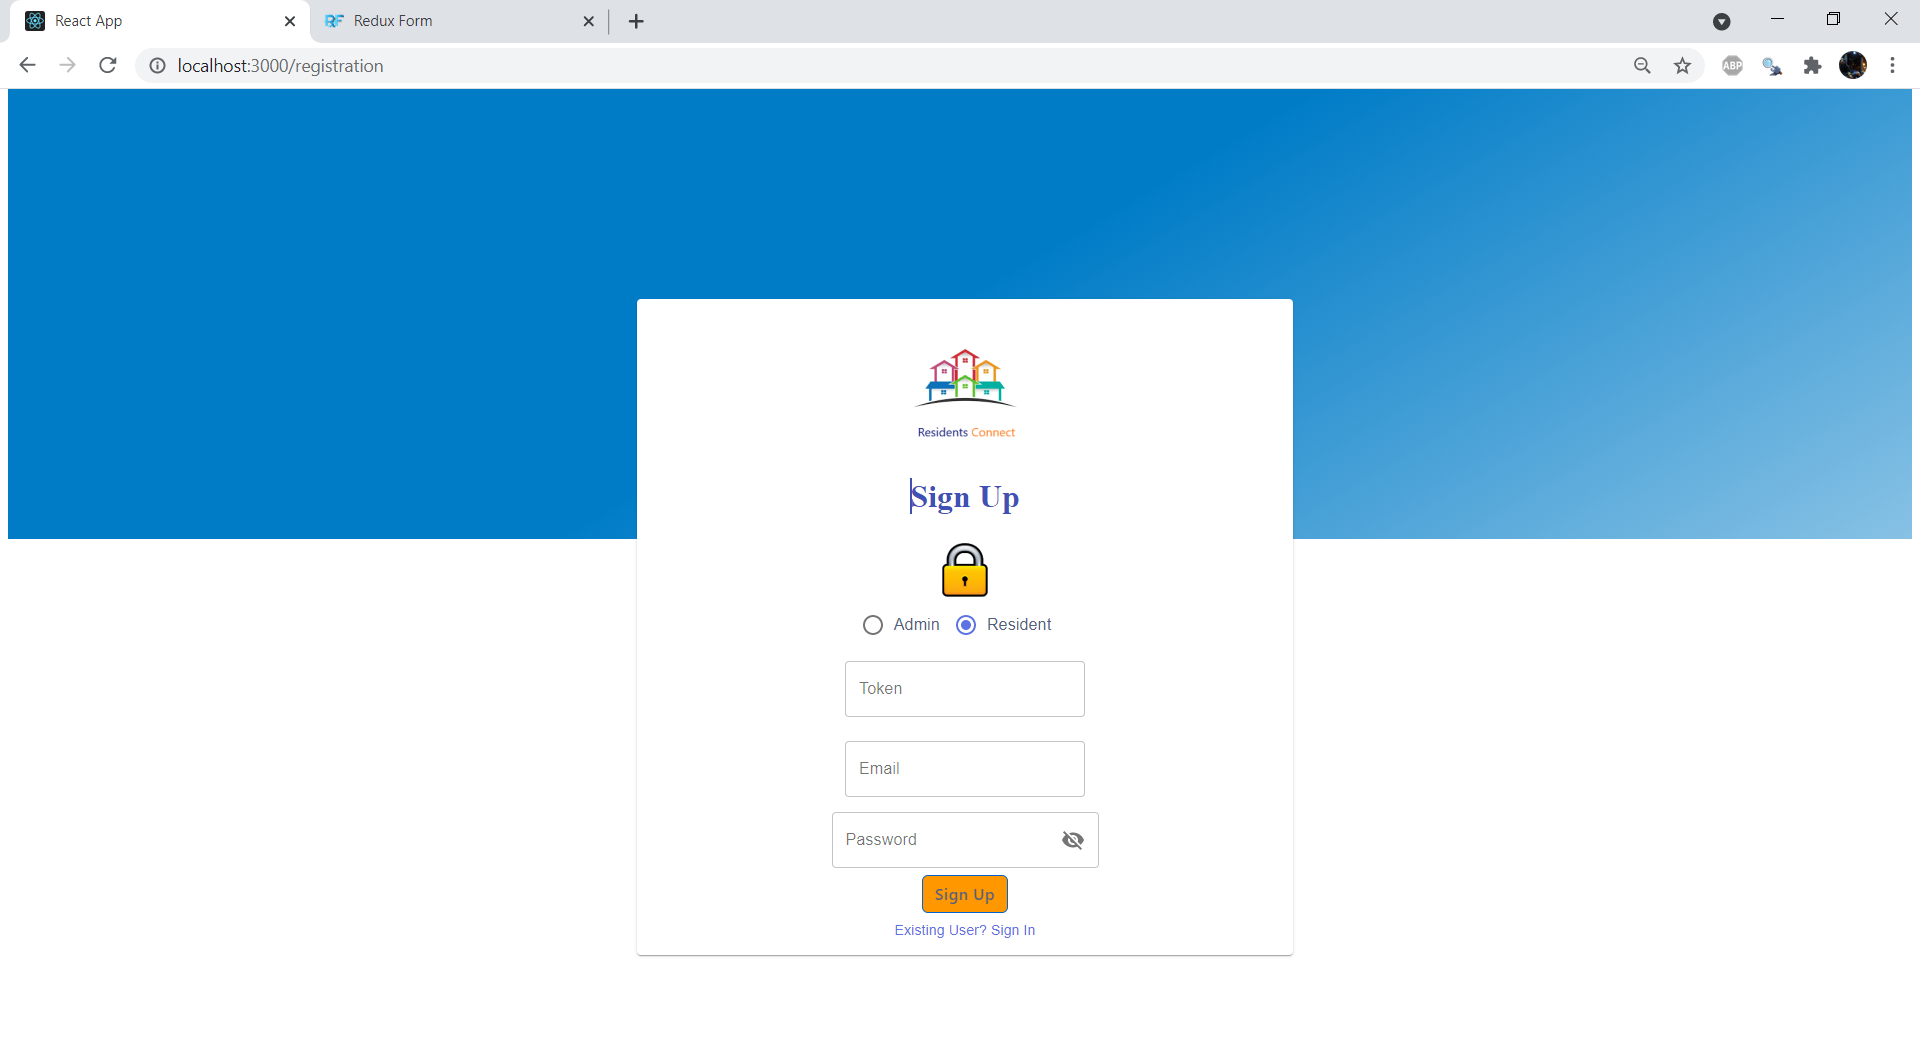 React App
Redux Form
localhost:3000/registration
ABP
Residents Connect
Sign Up
Admin
Resident
Token
Email
Password
Sign Up
Existing User? Sign In